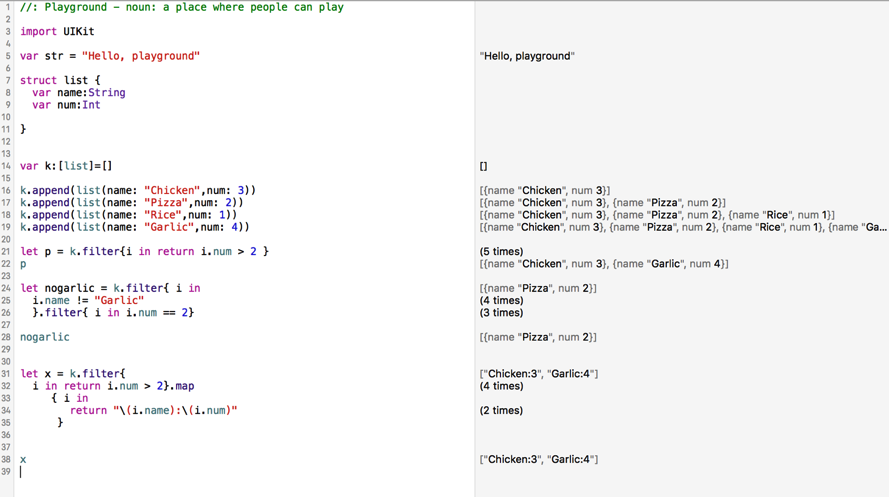 1 //: Playground - noun: a place where people can play
2
3 import UIKit
4
5 var str = "Hello, playground" "Hello, playground"
6
7 struct list {
8 var name:String
9 var num:Int
10
11 }
12
13
14 var k:[list]=[] []
15
16 k.append(list(name: "Chicken",num: 3)) [{name "Chicken", num 3}]
17 k.append(list(name: "Pizza",num: 2)) [{name "Chicken", num 3}, {name "Pizza", num 2}]
18 k.append(list(name: "Rice",num: 1)) [{name "Chicken", num 3}, {name "Pizza", num 2}, {name "Rice", num 1}]
19 k.append(list(name: "Garlic",num: 4)) [{name "Chicken", num 3}, {name "Pizza", num 2}, {name "Rice", num 1}, {name "Ga...
20
21 let p = k.filter{i in return i.num > 2 } (5 times)
22 p [{name "Chicken", num 3}, {name "Garlic", num 4}]
23
24 let nogarlic = k.filter{ i in [{name "Pizza", num 2}]
25 i.name != "Garlic" (4 times)
26 }.filter{ i in i.num == 2} (3 times)
27
28 nogarlic [{name "Pizza", num 2}]
29
30
31 let x = k.filter{ ["Chicken:3", "Garlic:4"]
32 i in return i.num > 2}.map (4 times)
33 { i in
34 return "\(i.name):\(i.num)" (2 times)
35 }
36
37
38 x ["Chicken:3", "Garlic:4"]
39